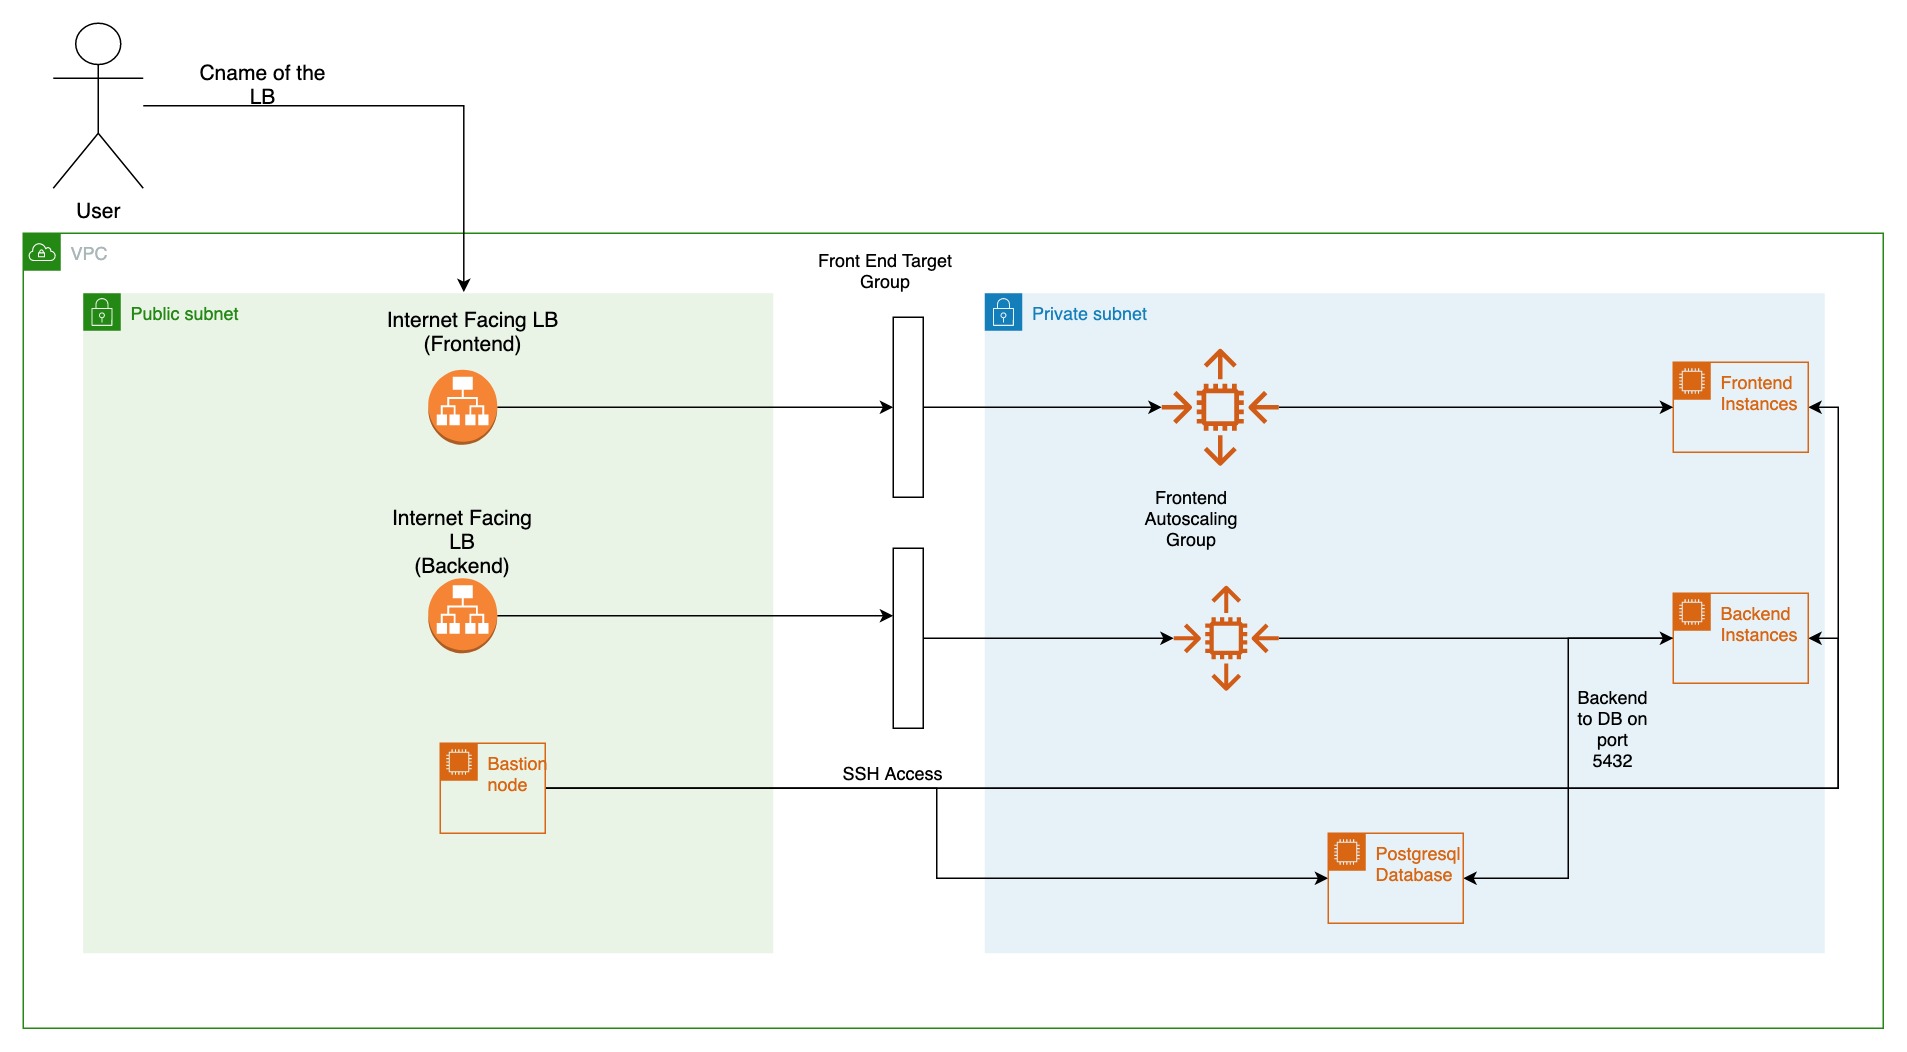 Cname of the
LB
User
VPC
Front End Target
Group
Public subnet
Internet Facing LB
(Frontend)
Private subnet
Frontend
Instances
Frontend
Autoscaling
Group
Internet Facing
LB
(Backend)
Backend
Instances
Backend
to DB on
port
5432
Bastion
node
SSH Access
Postgresql
Database